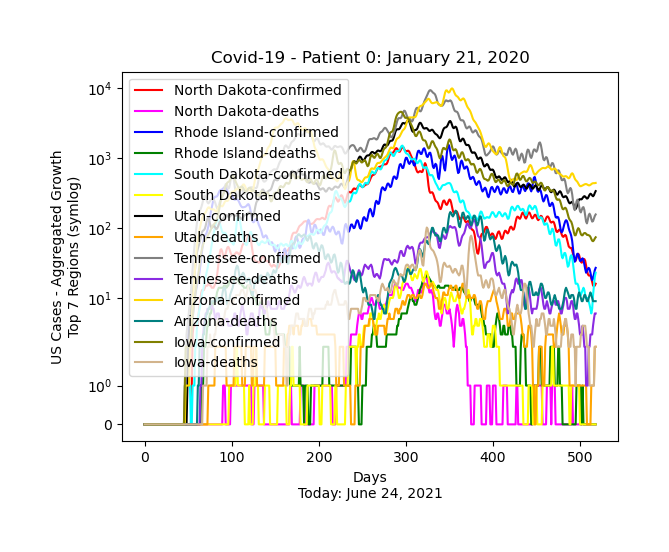 Covid-19 - Patient 0: January 21, 2020
US Cases - Aggregated Growth
Top 7 Regions (symlog)
10⁴
10³
10²
10¹
10⁰
0
North Dakota-confirmed
North Dakota-deaths
Rhode Island-confirmed
Rhode Island-deaths
South Dakota-confirmed
South Dakota-deaths
Utah-confirmed
Utah-deaths
Tennessee-confirmed
Tennessee-deaths
Arizona-confirmed
Arizona-deaths
Iowa-confirmed
Iowa-deaths
0 100 200 300 400 500
Days
Today: June 24, 2021